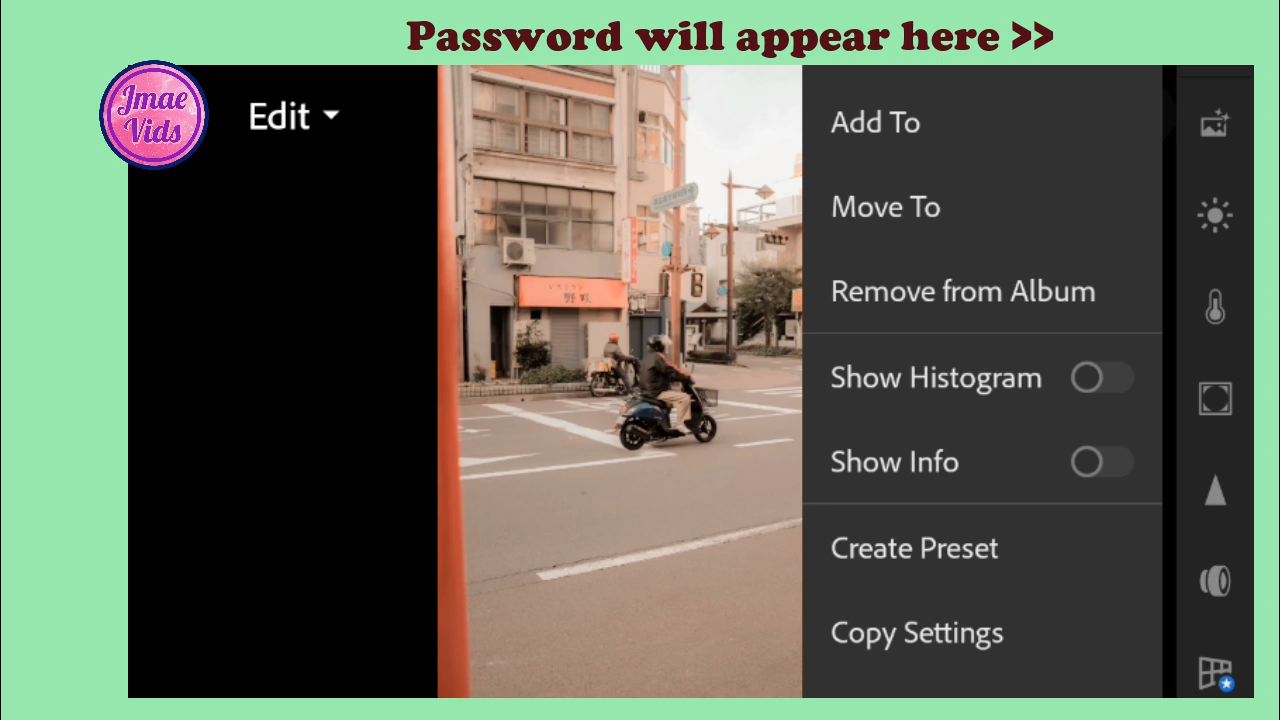 Password will appear here >>
Jmae
Vids
Edit
Add To
Move To
Remove from Album
Show Histogram
Show Info
Create Preset
Copy Settings